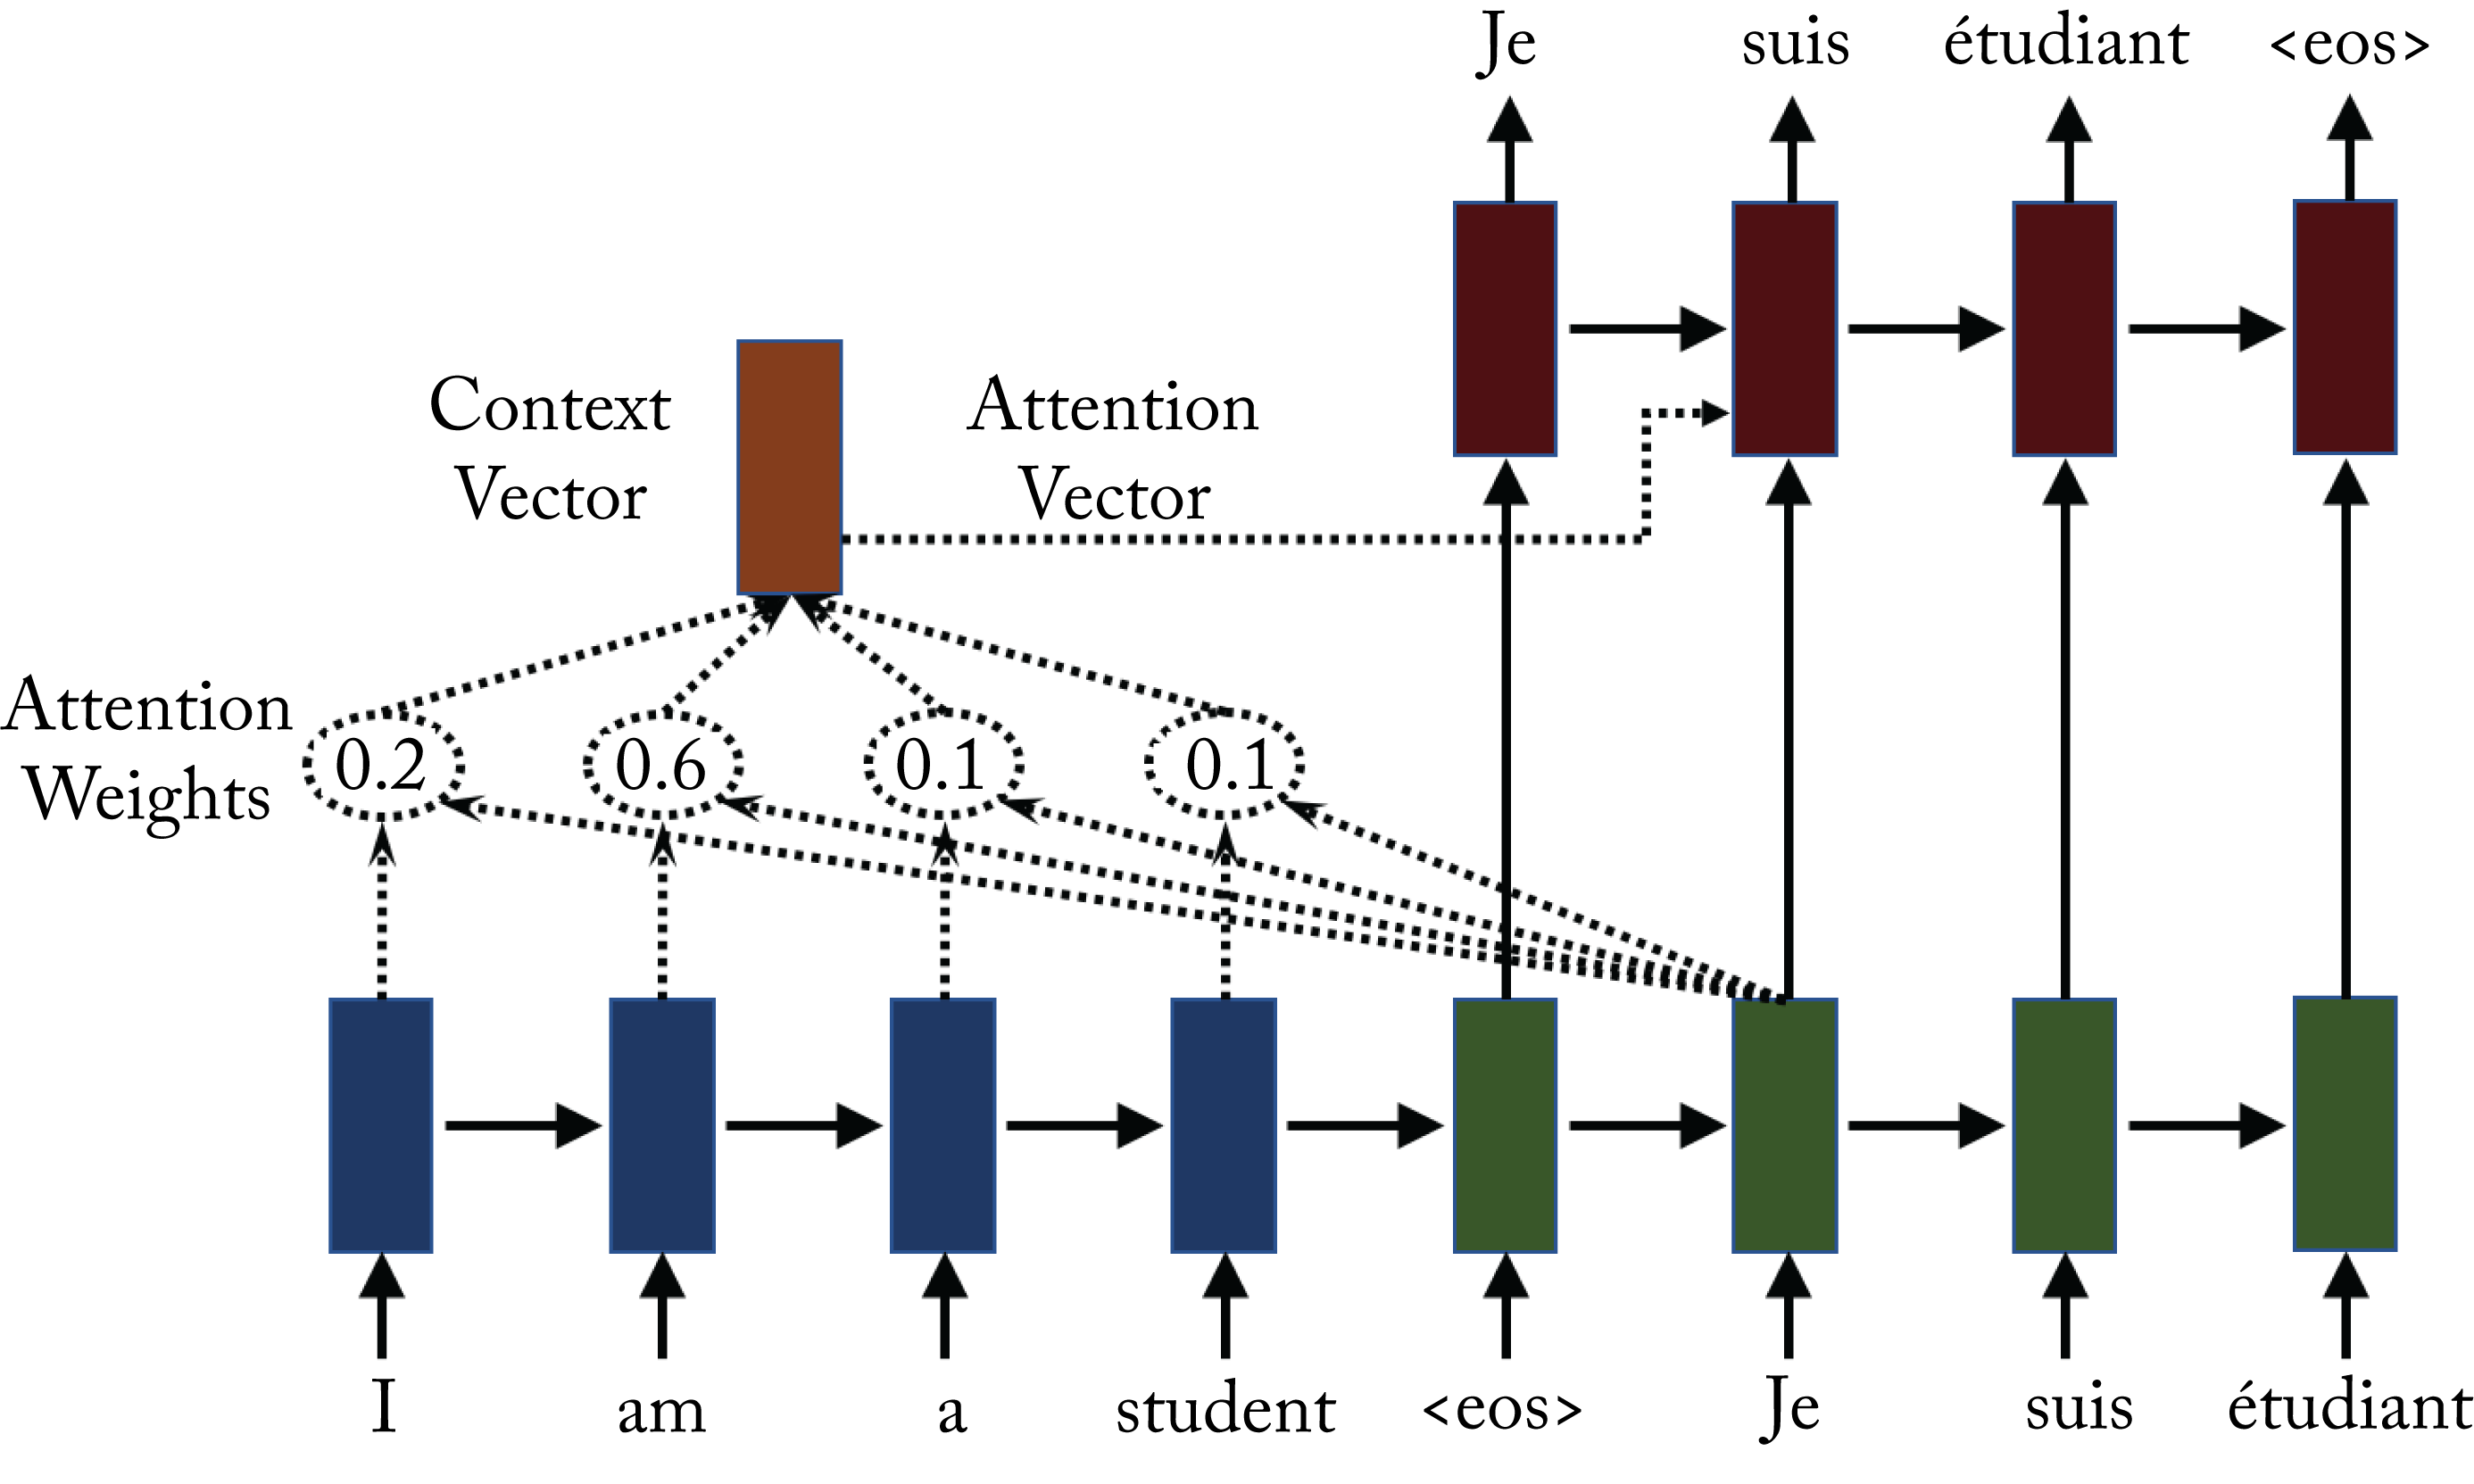 Je suis étudiant <eos>
Context
Vector
Attention
Vector
Attention
Weights
0.2 0.6 0.1 0.1
I am a student <eos> Je suis étudiant